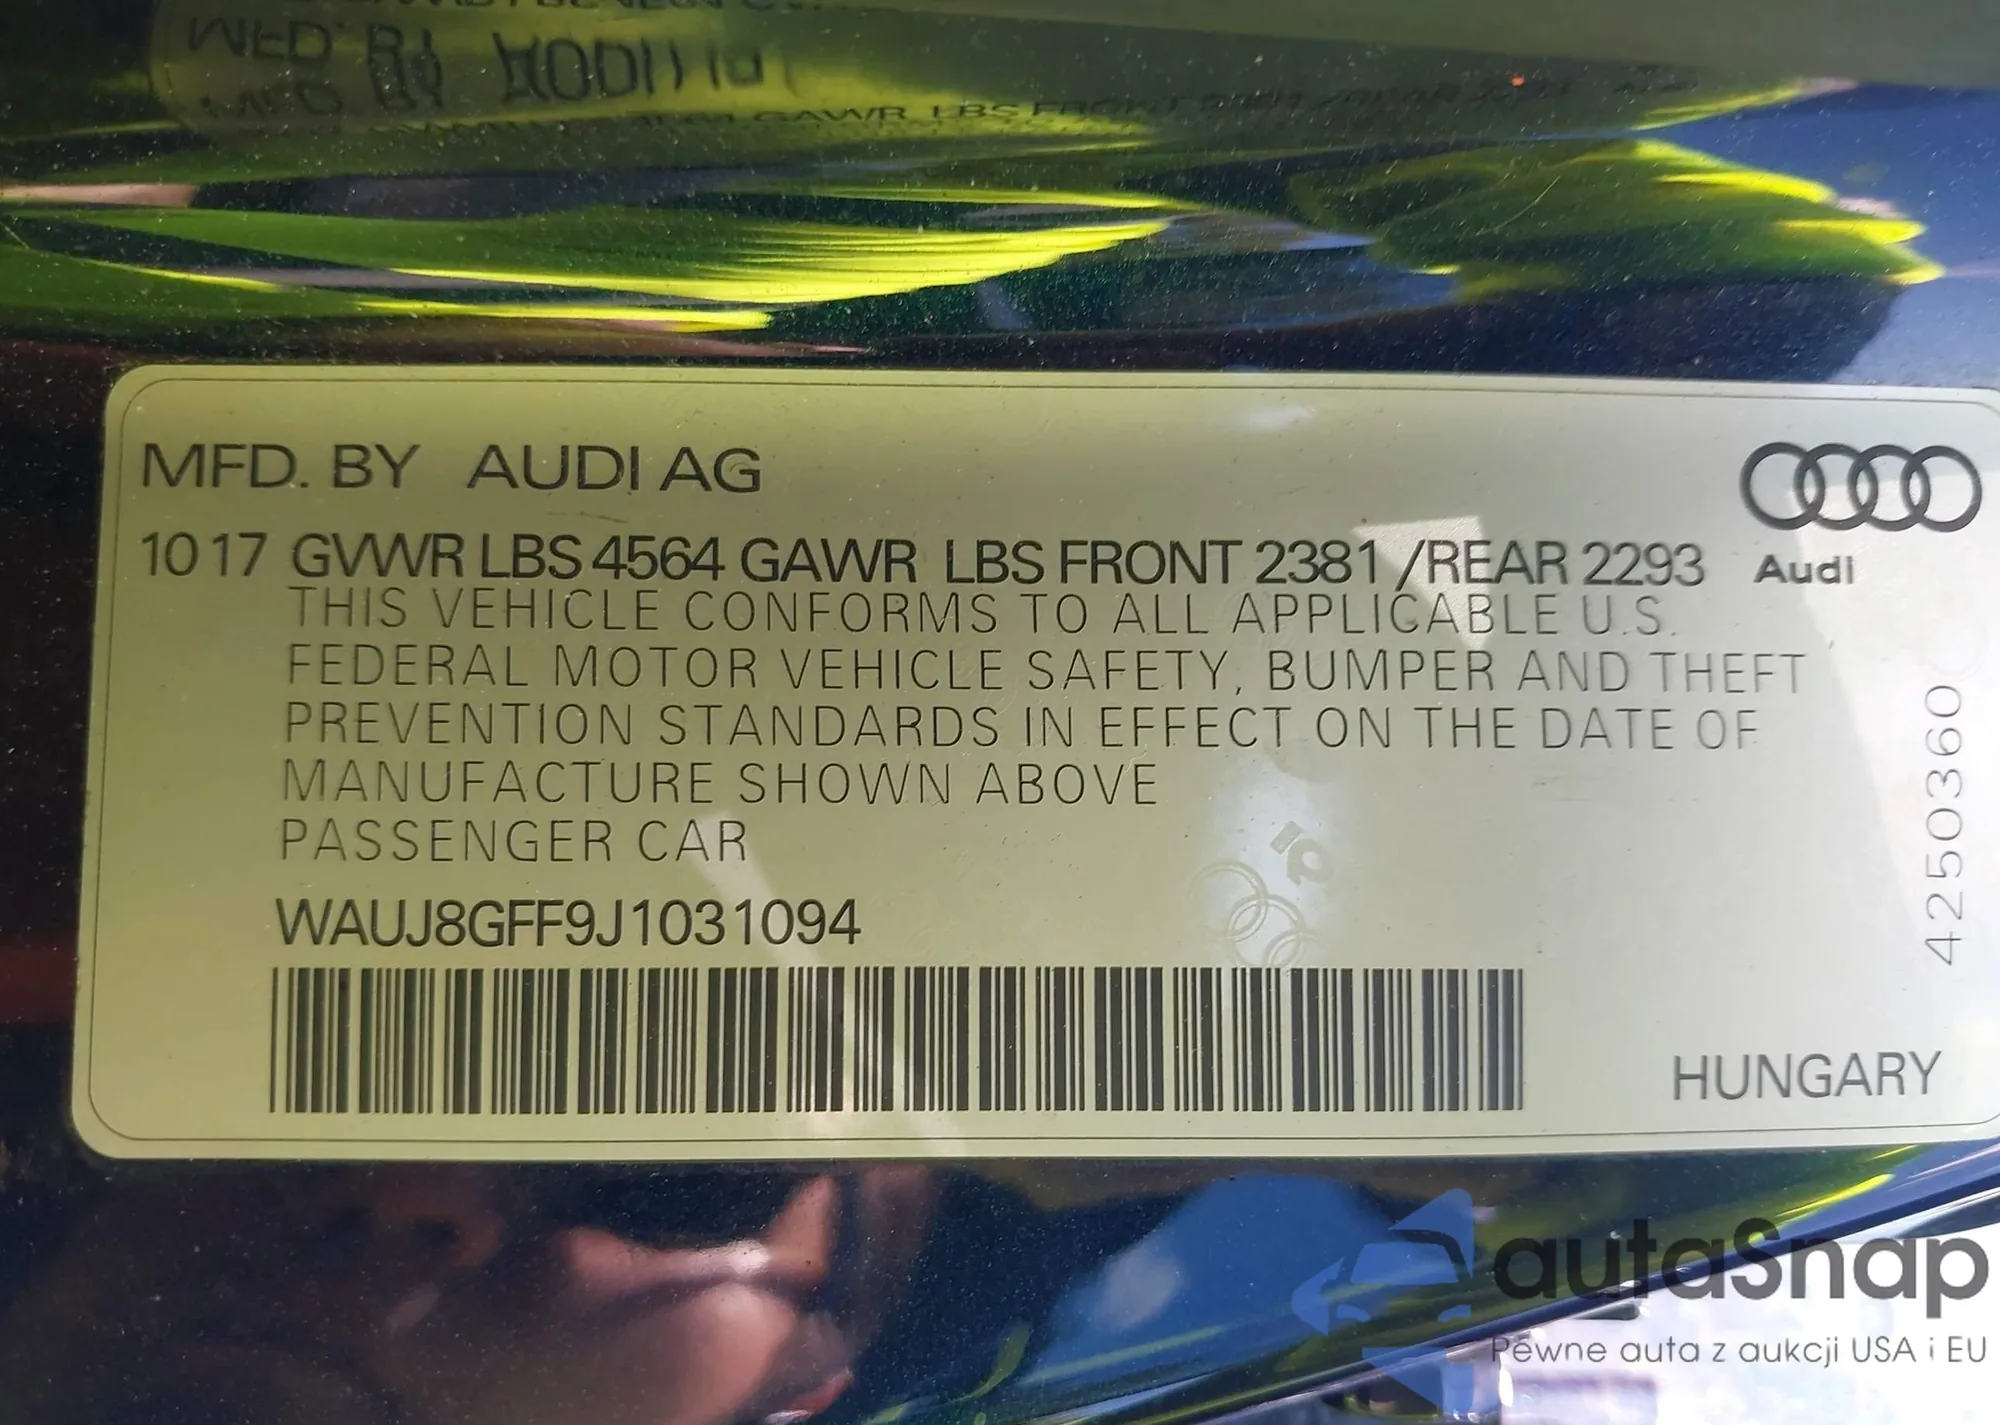 MFD. BY AUDI AG
10 17 GVWR LBS 4564 GAWR LBS FRONT 2381 /REAR 2293
Audi
THIS VEHICLE CONFORMS TO ALL APPLICABLE U.S.
FEDERAL MOTOR VEHICLE SAFETY, BUMPER AND THEFT
PREVENTION STANDARDS IN EFFECT ON THE DATE OF
MANUFACTURE SHOWN ABOVE
PASSENGER CAR
WAUJ8GFF9J1031094
HUNGARY
4250360
autaSnap
Pewne auta z aukcji USA i EU